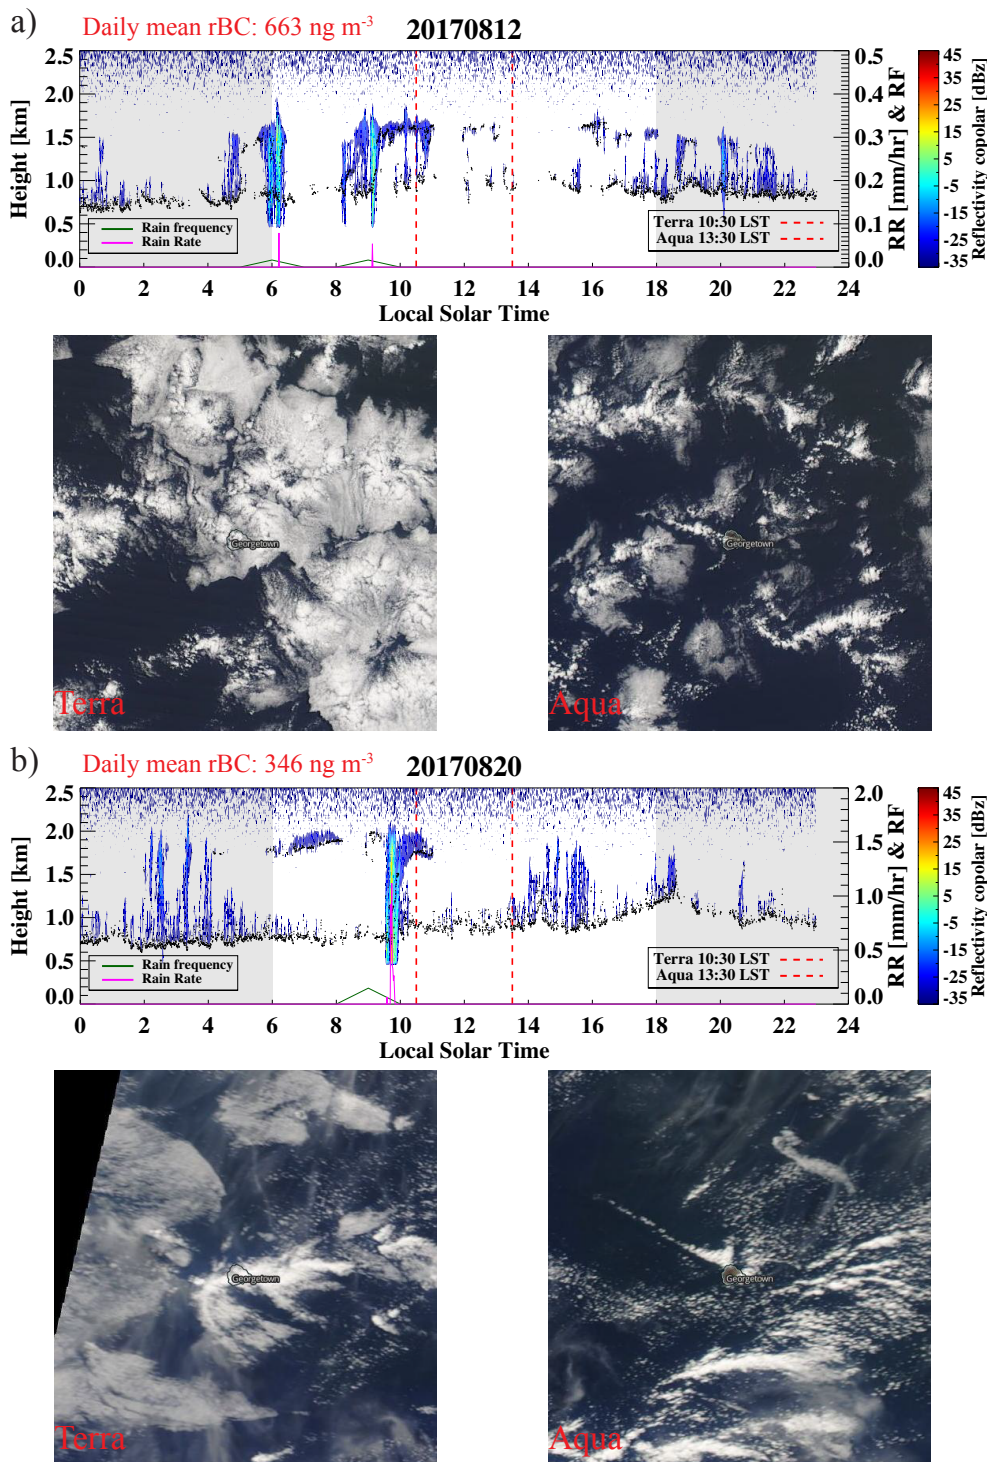 a)
Daily mean rBC: 663 ng m-3
20170812
2.5
2.0
1.5
1.0
0.5
0.0
Height [km]
0.5
0.4
0.3
0.2
0.1
0.0
RR [mm/hr] & RF
45
35
25
15
5
-5
-15
-25
-35
Reflectivity copolar [dBz]
Rain frequency
Rain Rate
Terra 10:30 LST
Aqua 13:30 LST
0 2 4 6 8 10 12 14 16 18 20 22 24
Local Solar Time
Georgetown
Terra
Georgetown
Aqua
b)
Daily mean rBC: 346 ng m-3
20170820
2.5
2.0
1.5
1.0
0.5
0.0
Height [km]
2.0
1.5
1.0
0.5
0.0
RR [mm/hr] & RF
45
35
25
15
5
-5
-15
-25
-35
Reflectivity copolar [dBz]
Rain frequency
Rain Rate
Terra 10:30 LST
Aqua 13:30 LST
0 2 4 6 8 10 12 14 16 18 20 22 24
Local Solar Time
Georgetown
Terra
Georgetown
Aqua